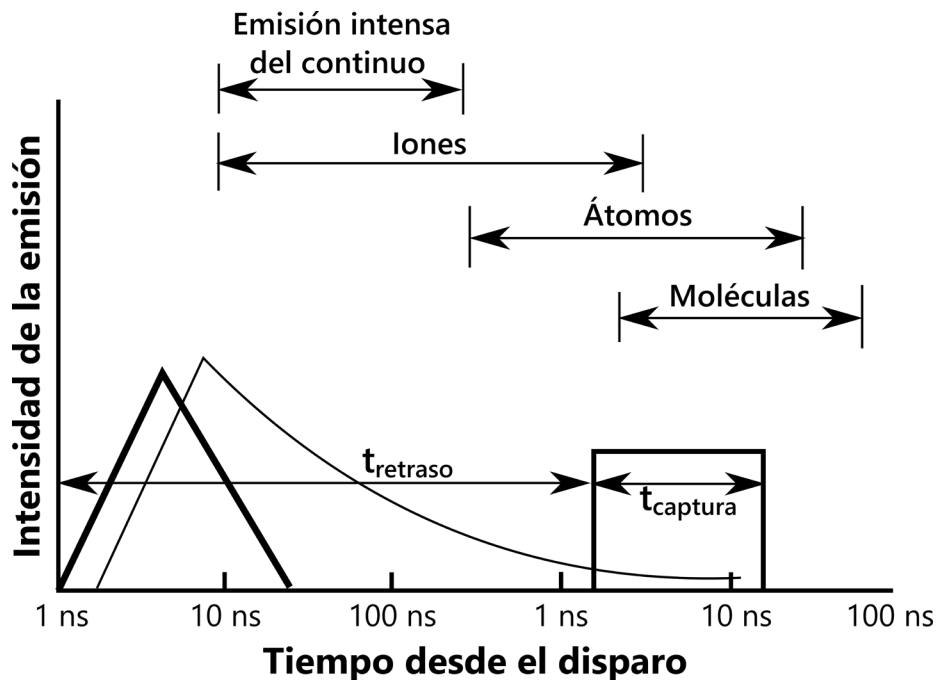 Emisión intensa
del continuo
Iones
Átomos
Moléculas
Intensidad de la emisión
tretraso
tcaptura
1 ns
10 ns
100 ns
1 ns
10 ns
100 ns
Tiempo desde el disparo